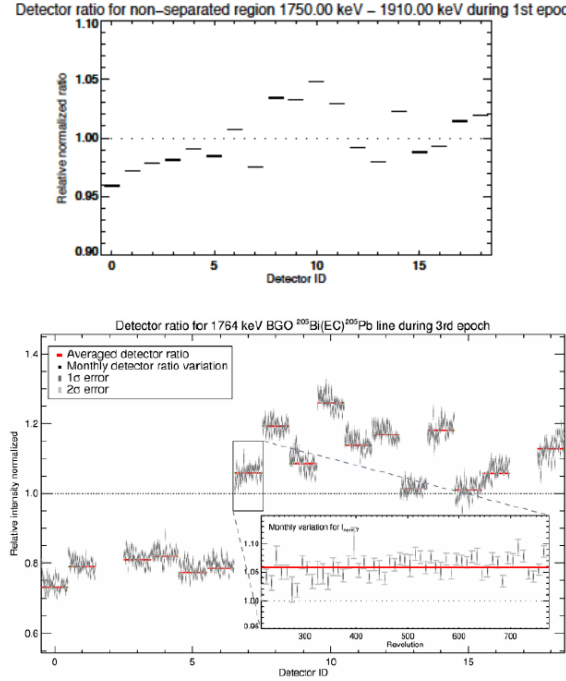 Detector ratio for non-separated region 1750.00 keV – 1910.00 keV during 1st epoc
1.10
1.05
1.00
0.95
0.90
Relative normalized ratio
0 5 10 15
Detector ID
Detector ratio for 1764 keV BGO ²⁰⁵Bi(EC)²⁰⁵Pb line during 3rd epoch
1.4
1.2
1.0
0.8
0.6
Relative intensity normalized
Averaged detector ratio
Monthly detector ratio variation
1σ error
2σ error
Monthly variation for
1.10
1.05
300 400 500 600 700
Revolution
0 5 10 15
Detector ID